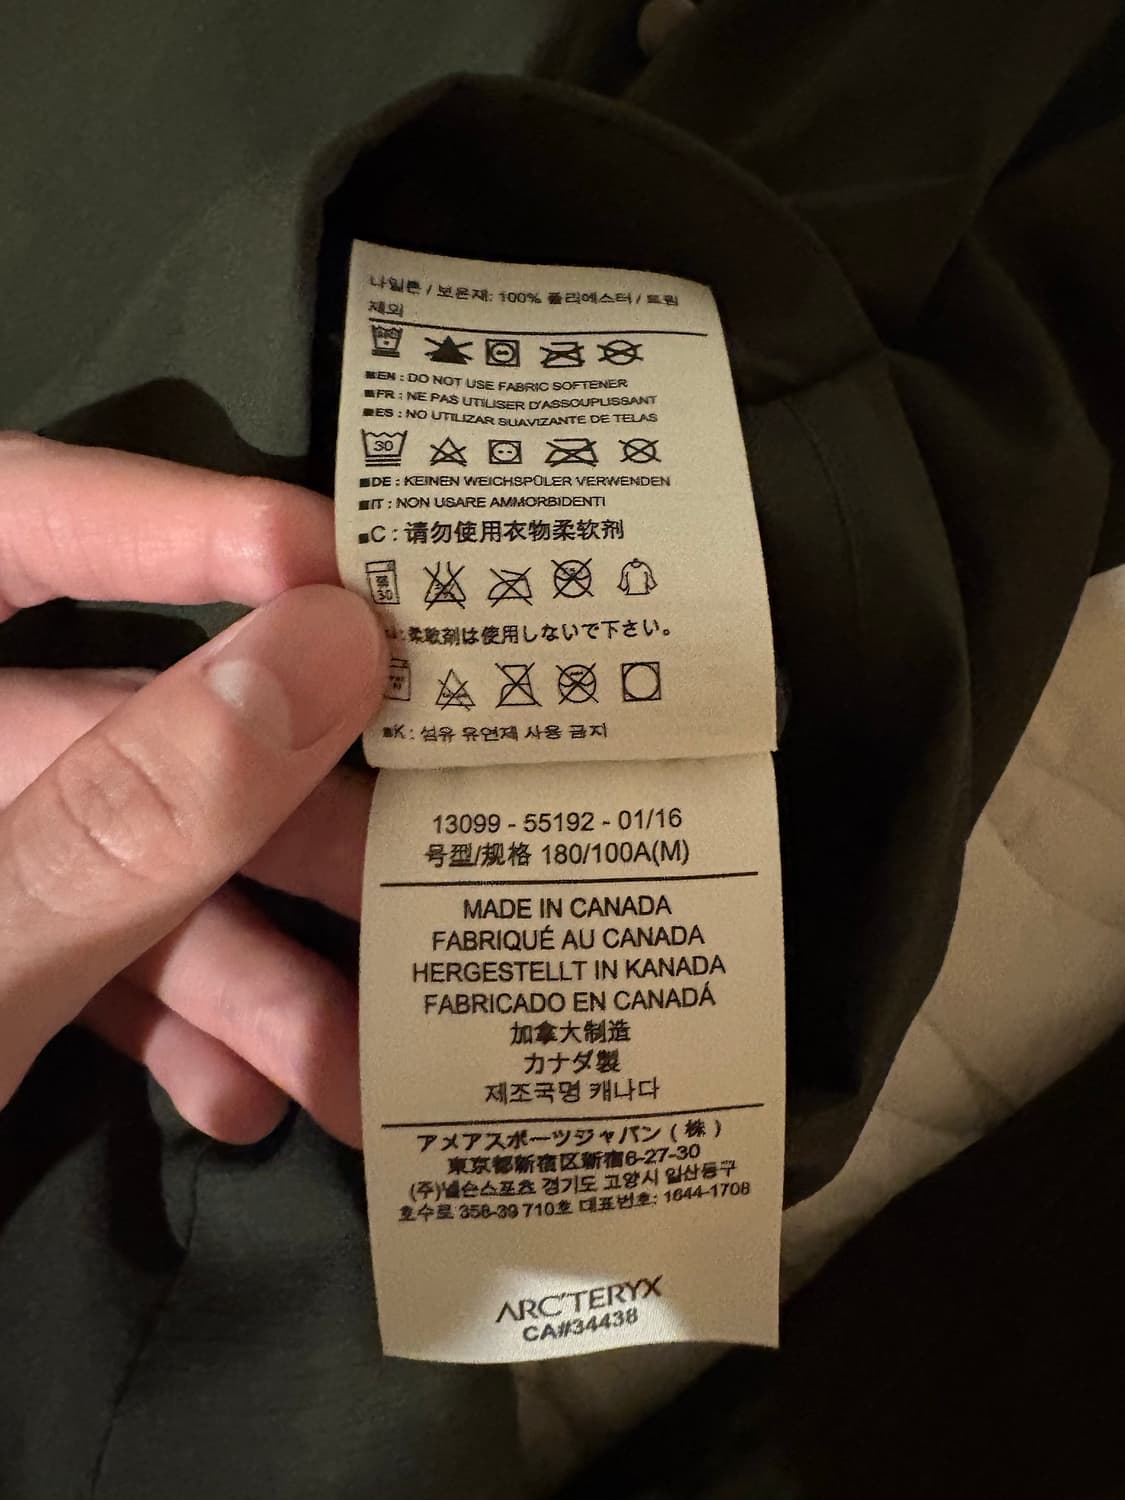 나일론 / 보온재: 100% 폴리에스터 / 트림
제외
■EN : DO NOT USE FABRIC SOFTENER
■FR : NE PAS UTILISER D'ASSOUPLISSANT
■ES : NO UTILIZAR SUAVIZANTE DE TELAS
30
■DE : KEINEN WEICHSPÜLER VERWENDEN
■IT : NON USARE AMMORBIDENTI
■C : 请勿使用衣物柔软剂
30
柔軟剤は使用しないで下さい。
■K : 섬유 유연제 사용 금지
13099 - 55192 - 01/16
号型/规格 180/100A(M)
MADE IN CANADA
FABRIQUÉ AU CANADA
HERGESTELLT IN KANADA
FABRICADO EN CANADÁ
加拿大制造
カナダ製
제조국명 캐나다
アメアスポーツジャパン ( 株 )
東京都新宿区新宿6-27-30
(주)넬슨스포츠 경기도 고양시 일산동구
호수로 358-39 710호 대표번호: 1644-1708
ARC'TERYX
CA#34438